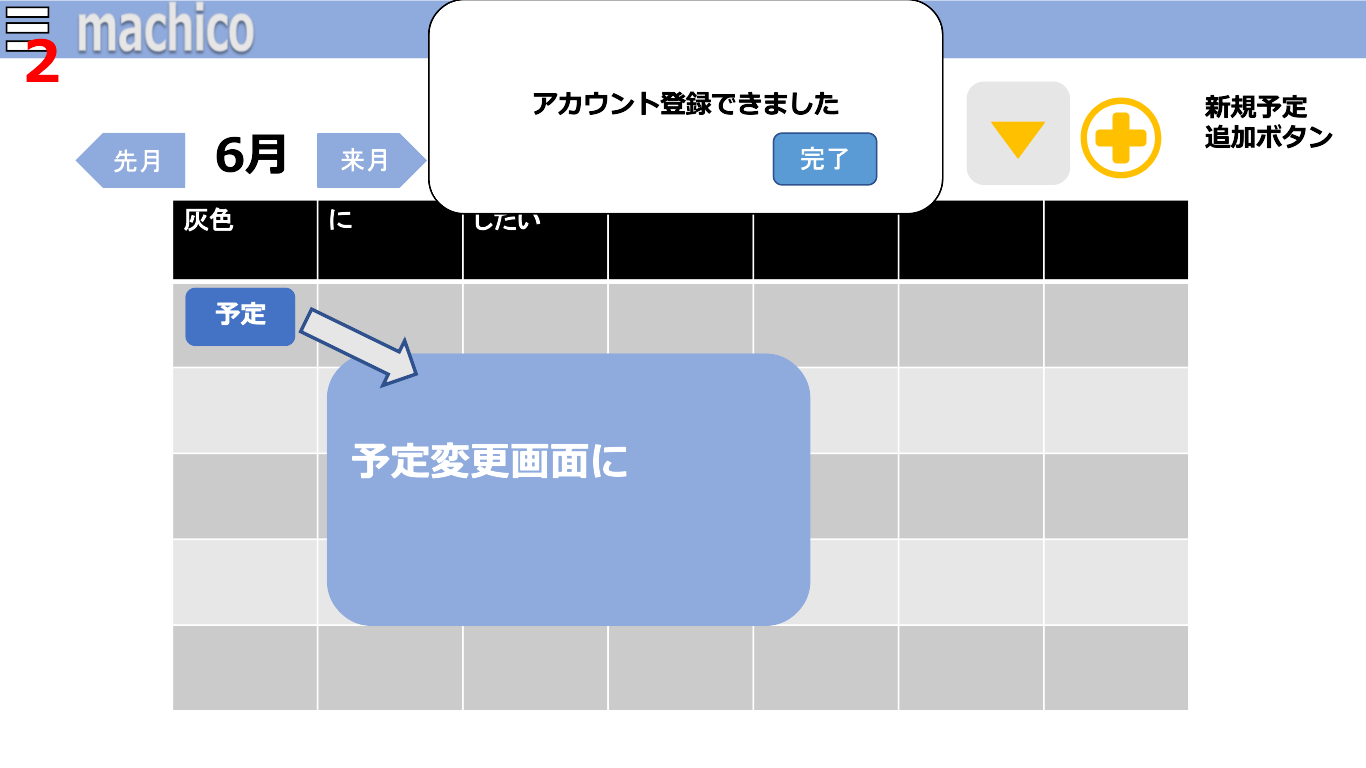 machico
2
アカウント登録できました
完了
新規予定
追加ボタン
先月
6月
来月
灰色
に
したい
予定
予定変更画面に